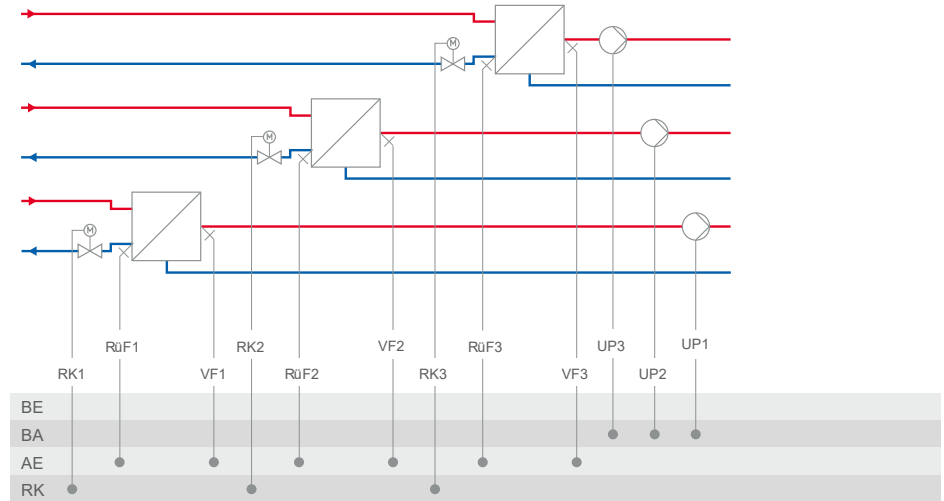 M
M
M
RüF1
RK2
VF2
RüF3
UP3
UP1
RK1
VF1
RüF2
RK3
VF3
UP2
BE
BA
AE
RK